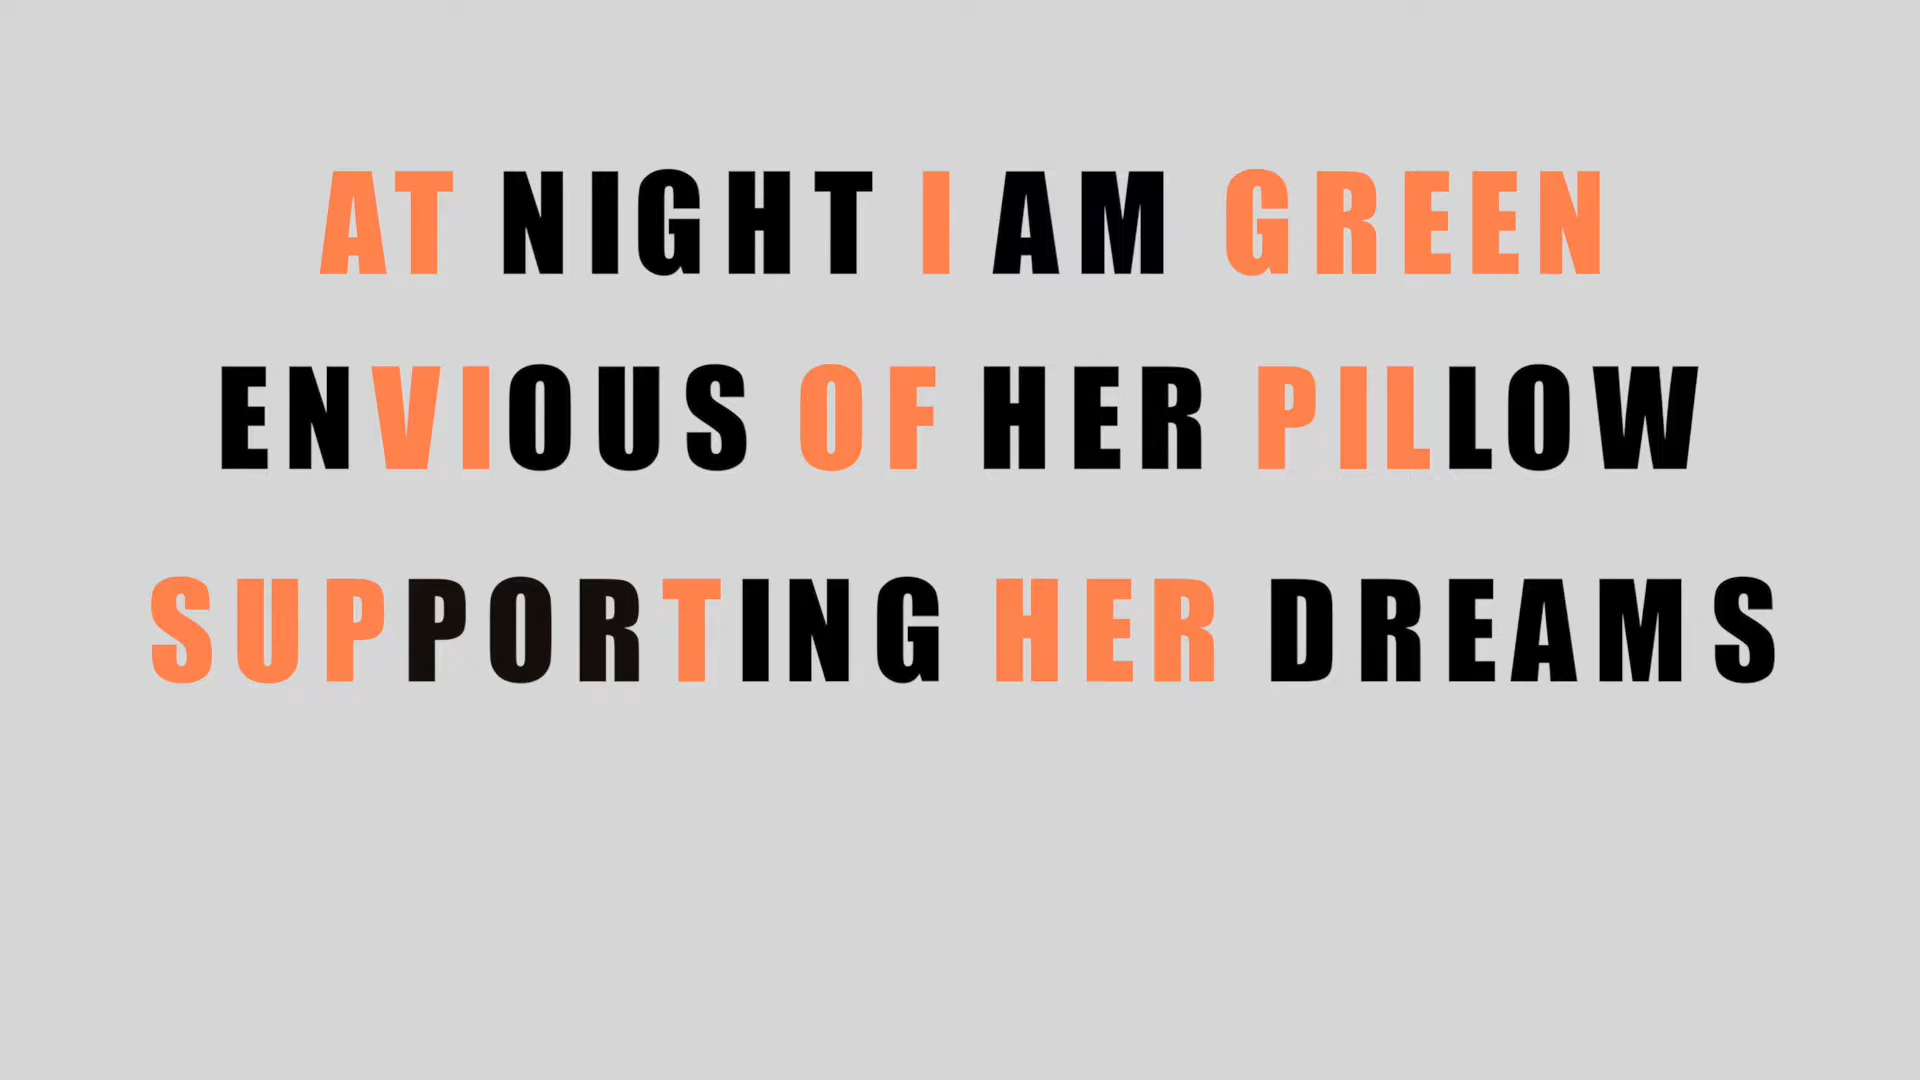 AT NIGHT I AM GREEN
ENVIOUS OF HER PILLOW
SUPPORTING HER DREAMS